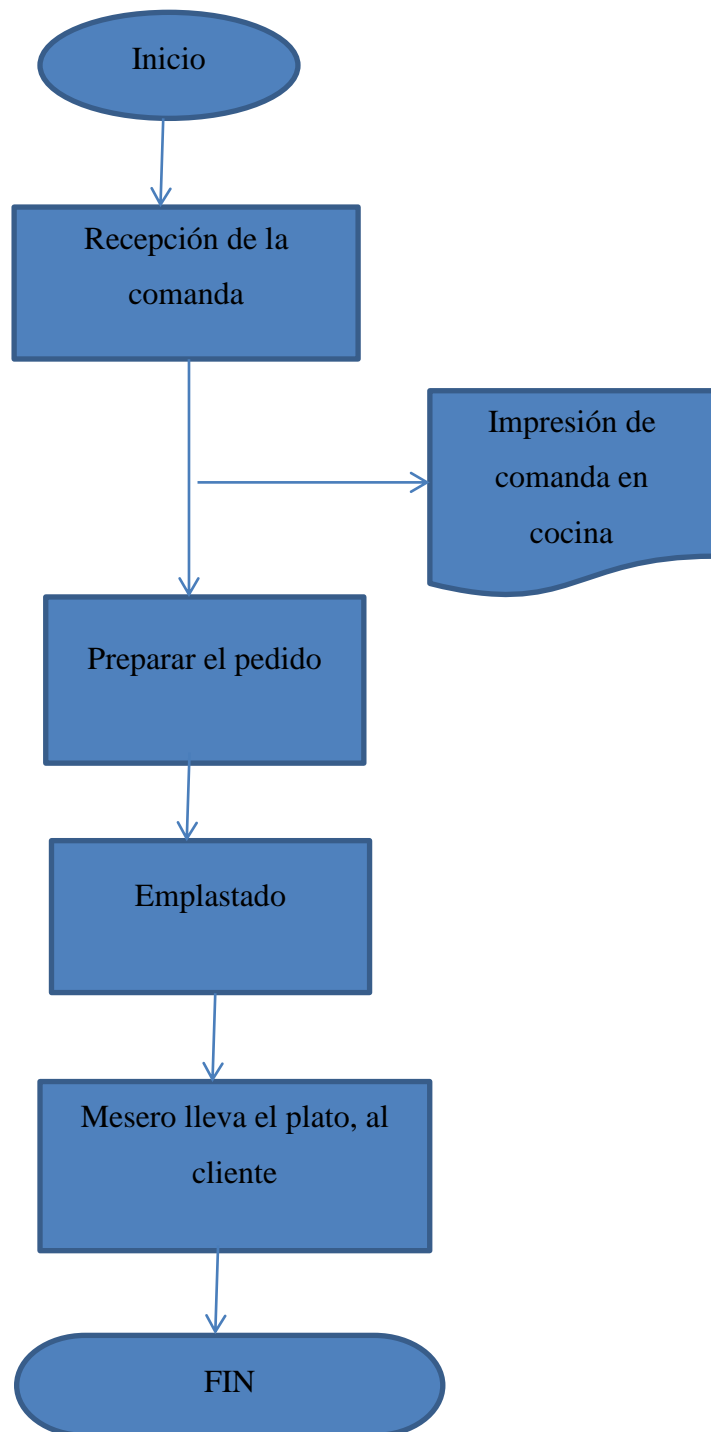 Inicio
Recepción de la
comanda
Impresión de
comanda en
cocina
Preparar el pedido
Emplastado
Mesero lleva el plato, al
cliente
FIN